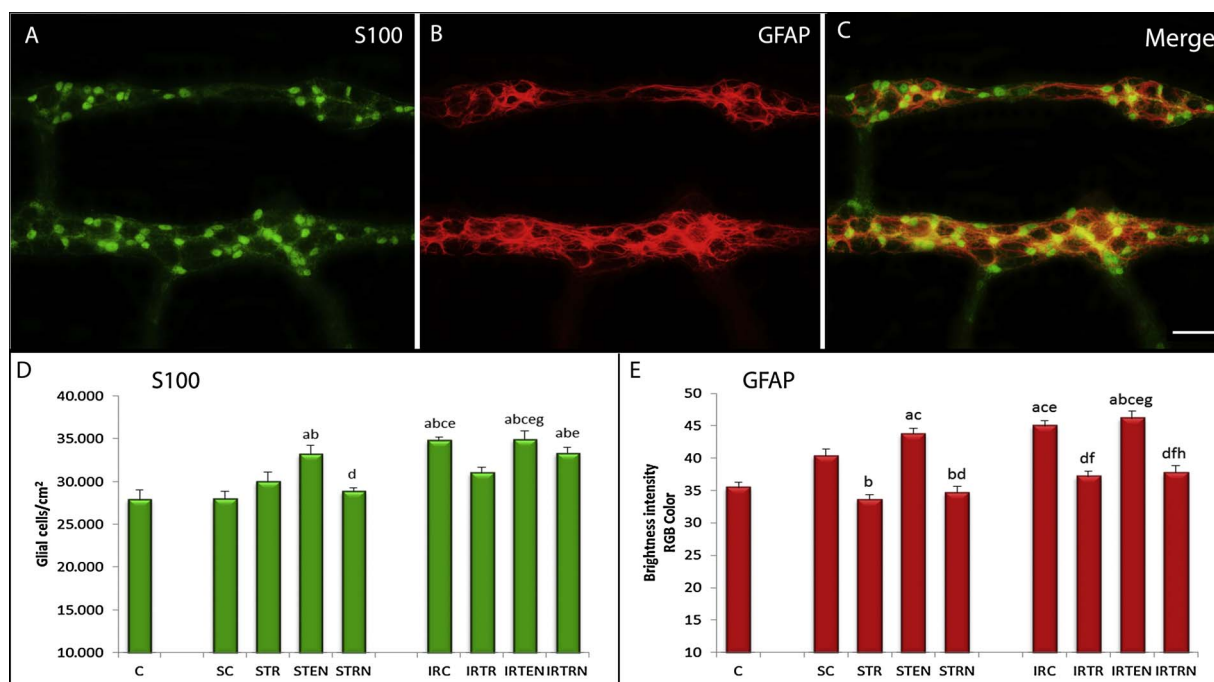 A S100
B GFAP
C Merge
D S100
Glial cells/cm²
40.000
35.000
30.000
25.000
20.000
15.000
10.000
ab
d
abce
abceg
abe
C SC STR STEN STRN IRC IRTR IRTEN IRTRN
E GFAP
Brightness intensity
RGB Color
50
45
40
35
30
25
20
15
10
b
ac
bd
ace
df
abceg
dfh
C SC STR STEN STRN IRC IRTR IRTEN IRTRN